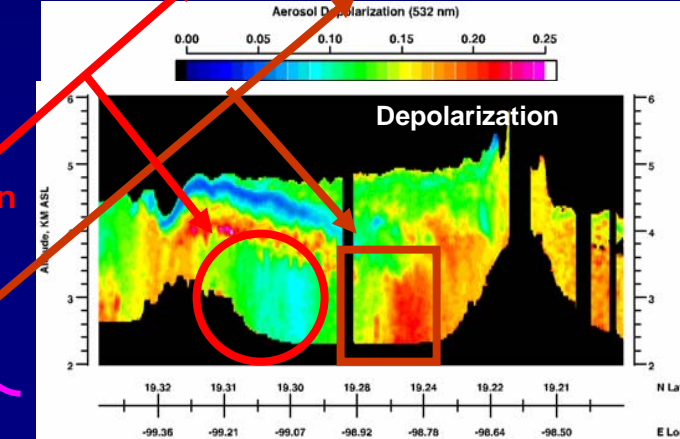 Aerosol Depolarization (532 nm)
0.00 0.05 0.10 0.15 0.20 0.25
Depolarization
6 6
5 5
4 4
3 3
2 2
KM ASL
19.32 19.31 19.30 19.28 19.24 19.22 19.21 N La
-99.36 -99.21 -99.07 -98.92 -98.78 -98.64 -98.50 E Lo